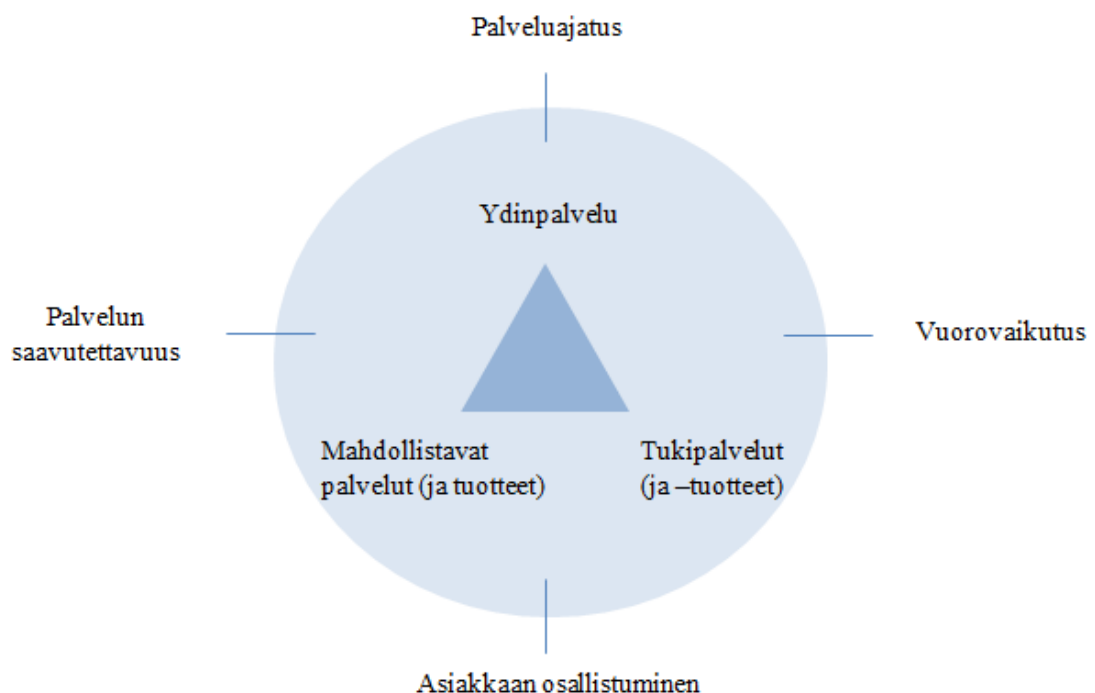 Palveluajatus
Ydinpalvelu
Palvelun
saavutettavuus
Vuorovaikutus
Mahdollistavat
palvelut (ja tuotteet)
Tukipalvelut
(ja –tuotteet)
Asiakkaan osallistuminen